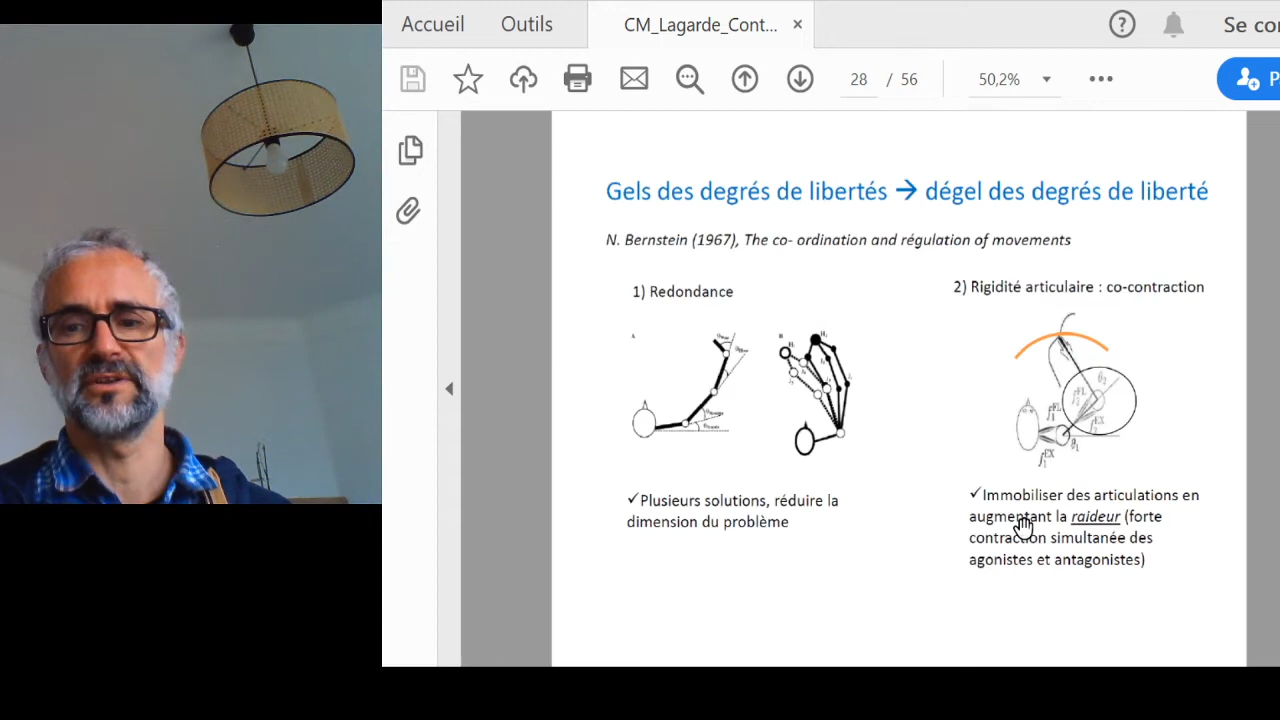 Accueil Outils CM_Lagarde_Cont... × ? Se co
28 / 56 50,2% P
Gels des degrés de libertés → dégel des degrés de liberté
N. Bernstein (1967), The co- ordination and régulation of movements
1) Redondance
2) Rigidité articulaire : co-contraction
A
B
✓Plusieurs solutions, réduire la
dimension du problème
✓Immobiliser des articulations en
augmentant la raideur (forte
contraction simultanée des
agonistes et antagonistes)